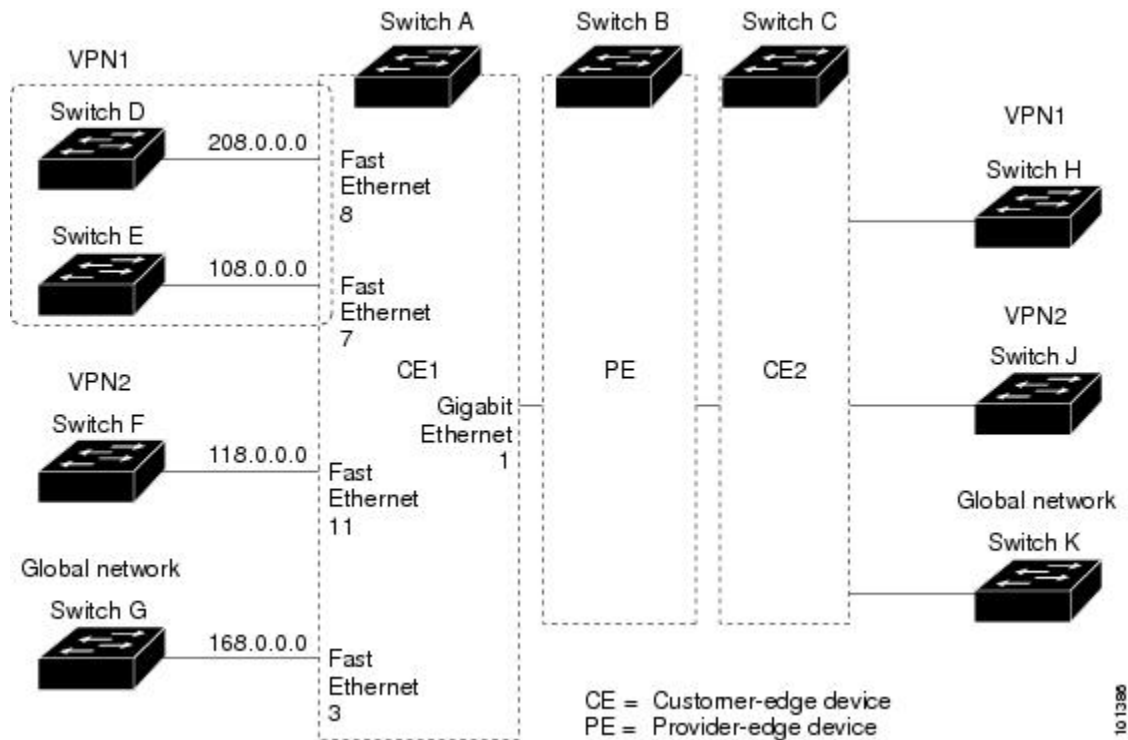 Switch A
Switch B
Switch C
VPN1
Switch D
208.0.0.0
Fast
Ethernet
8
Switch E
108.0.0.0
Fast
Ethernet
7
VPN2
Switch F
118.0.0.0
Fast
Ethernet
11
Global network
Switch G
168.0.0.0
Fast
Ethernet
3
CE1
Gigabit
Ethernet
1
PE
CE2
VPN1
Switch H
VPN2
Switch J
Global network
Switch K
CE = Customer-edge device
PE = Provider-edge device
101386